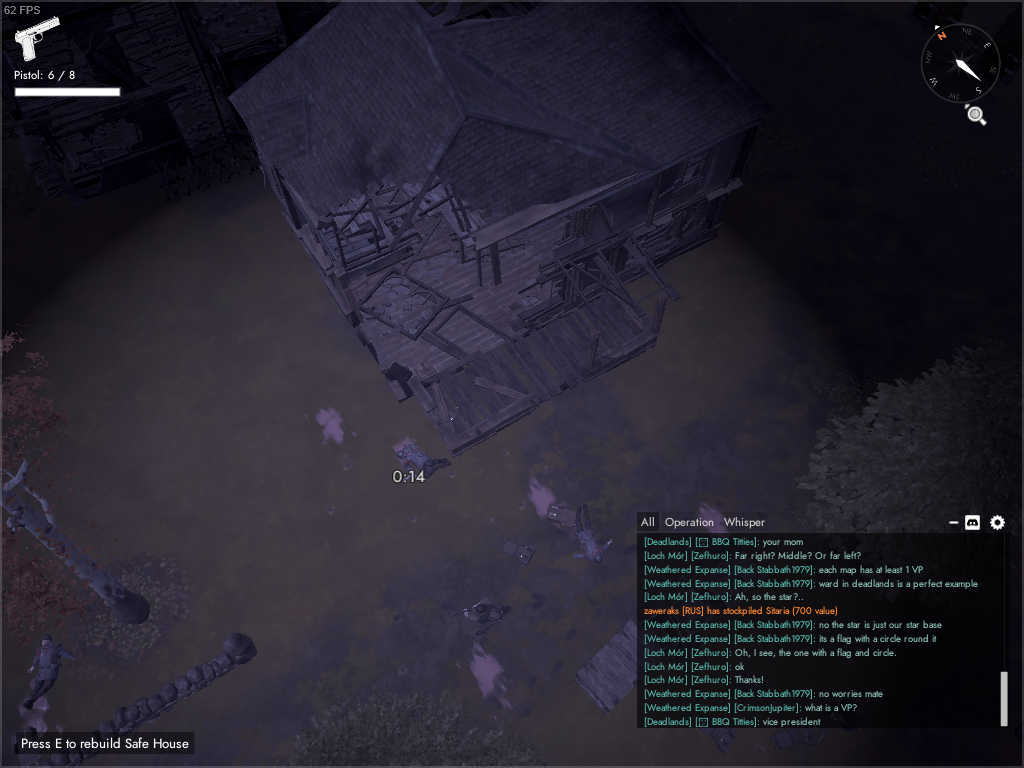 62 FPS
Pistol: 6 / 8
N
NE
E
SE
S
SW
W
NW
0:14
All Operation Whisper
[Deadlands] [ BBQ Titties]: your mom
[Loch Mór] [Zefhuro]: Far right? Middle? Or far left?
[Weathered Expanse] [Back Stabbath1979]: each map has at least 1 VP
[Weathered Expanse] [Back Stabbath1979]: ward in deadlands is a perfect example
[Loch Mór] [Zefhuro]: Ah, so the star?..
zaweraks [RUS] has stockpiled Sitaria (700 value)
[Weathered Expanse] [Back Stabbath1979]: no the star is just our star base
[Weathered Expanse] [Back Stabbath1979]: its a flag with a circle round it
[Loch Mór] [Zefhuro]: Oh, I see, the one with a flag and circle.
[Loch Mór] [Zefhuro]: ok
[Loch Mór] [Zefhuro]: Thanks!
[Weathered Expanse] [Back Stabbath1979]: no worries mate
[Weathered Expanse] [CrimsonJupiter]: what is a VP?
[Deadlands] [ BBQ Titties]: vice president
Press E to rebuild Safe House